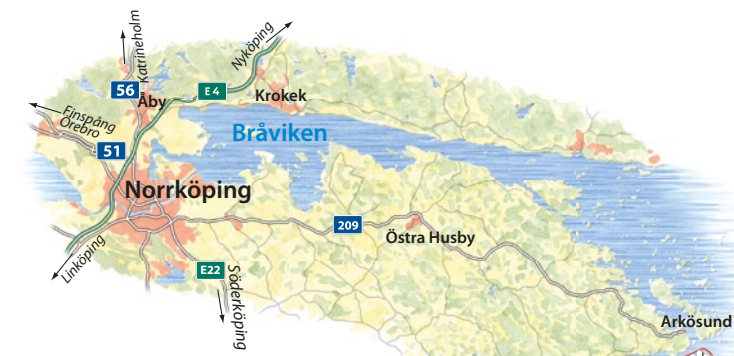 Katrineholm
Nyköping
56
Åby
E 4
Krokek
Finspång
Örebro
51
Bråviken
Norrköping
209
Östra Husby
Linköping
E22
Söderköping
Arkösund